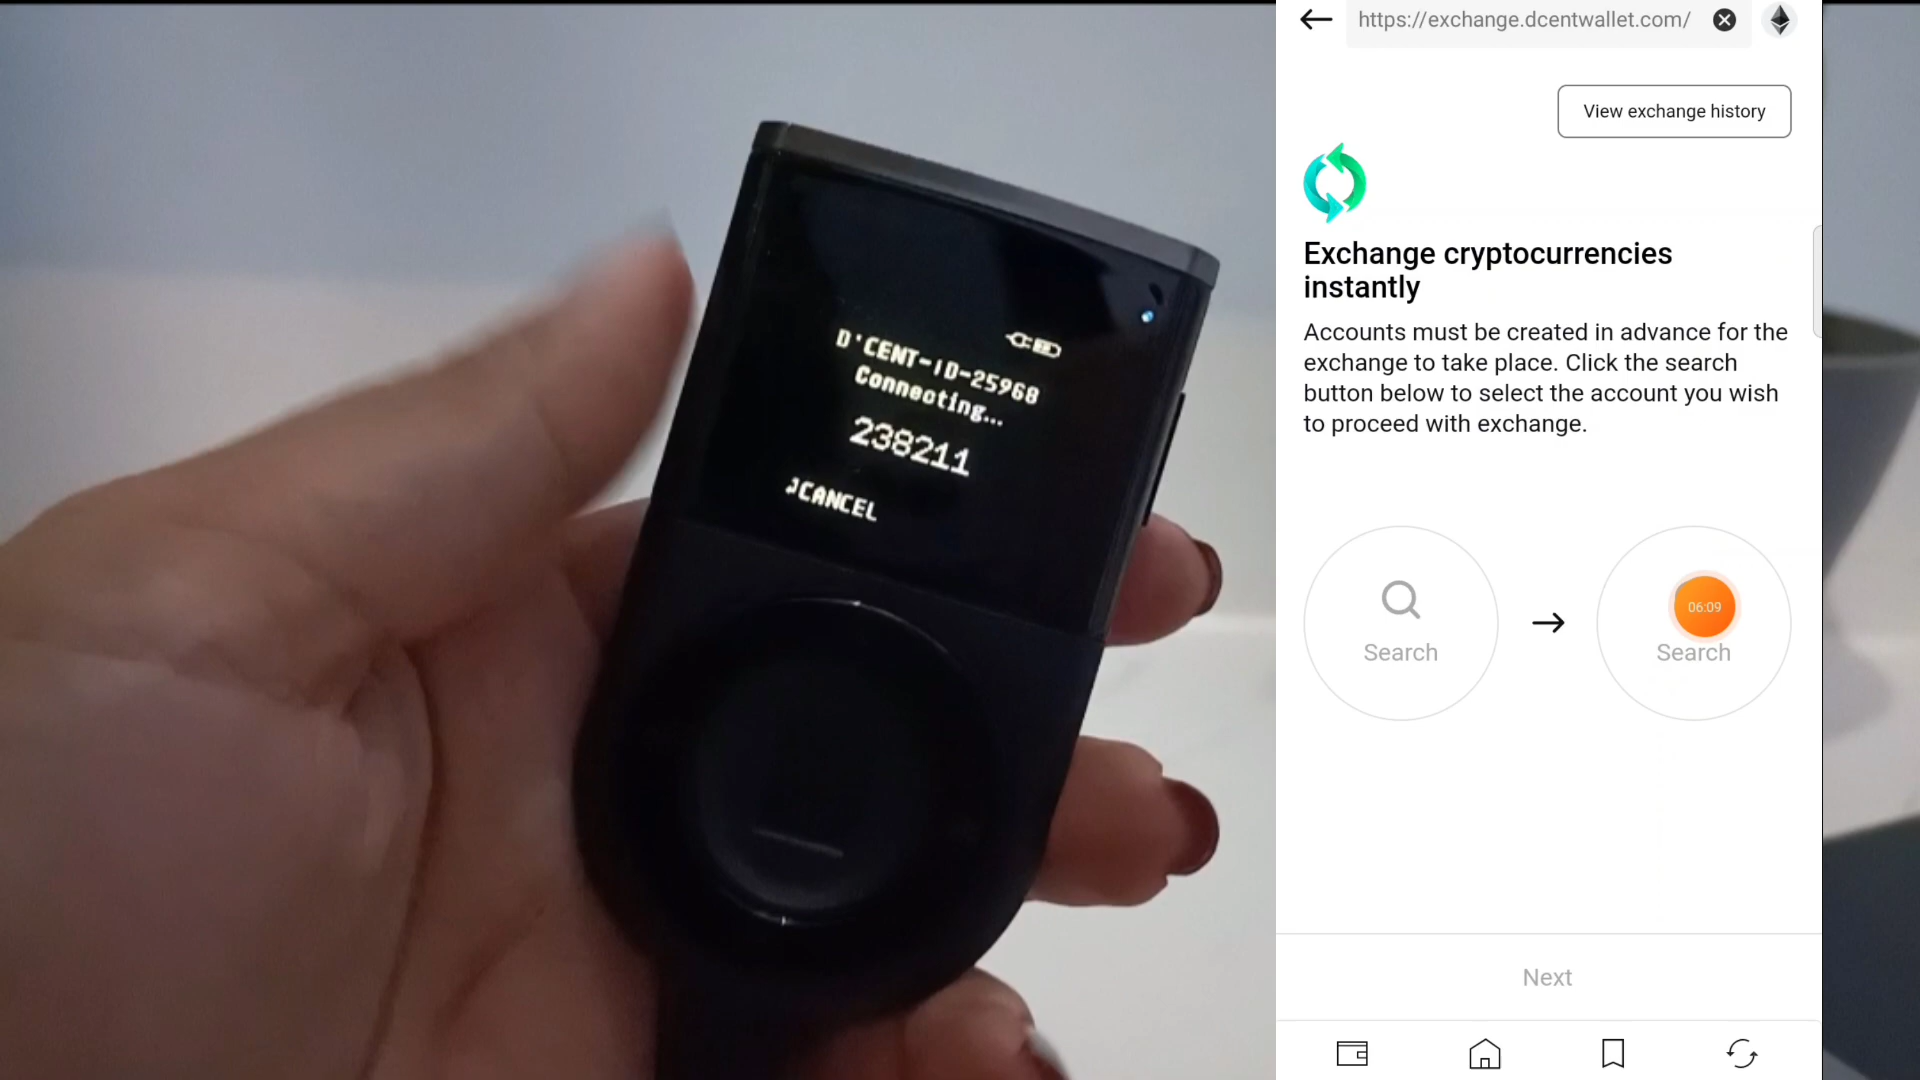 D'CENT-ID-25968
Connecting...
238211
CANCEL
https://exchange.dcentwallet.com/
View exchange history
Exchange cryptocurrencies
instantly
Accounts must be created in advance for the
exchange to take place. Click the search
button below to select the account you wish
to proceed with exchange.
Search
06:09
Search
Next